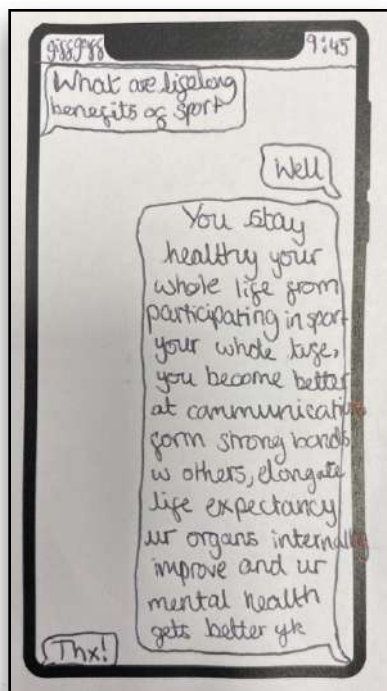 9:45
What are lifelong
benefits of sport
Well
You stay
healthy your
whole life from
participating in sport
your whole life,
you become better
at communicating
form strong bonds
w others, elongate
life expectancy
ur organs internally
improve and ur
mental health
gets better yk
Thx!